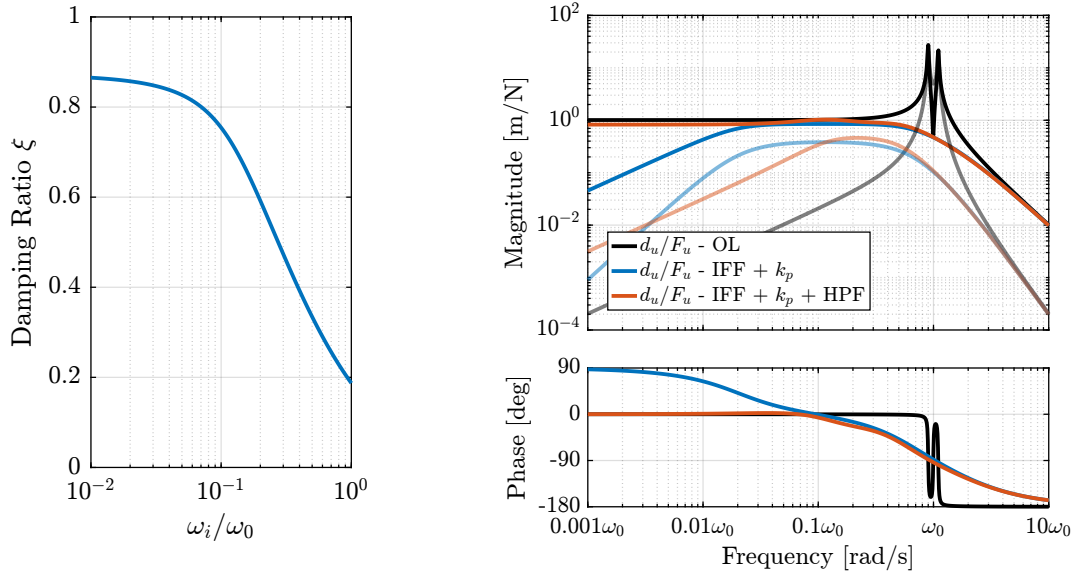 1
0.8
0.6
0.4
0.2
0
10⁻²
10⁻¹
10⁰
Damping Ratio ξ
ωᵢ/ω₀
10²
10⁰
10⁻²
10⁻⁴
Magnitude [m/N]
dᵤ/Fᵤ - OL
dᵤ/Fᵤ - IFF + kₚ
dᵤ/Fᵤ - IFF + kₚ + HPF
90
0
-90
-180
Phase [deg]
0.001ω₀
0.01ω₀
0.1ω₀
ω₀
10ω₀
Frequency [rad/s]